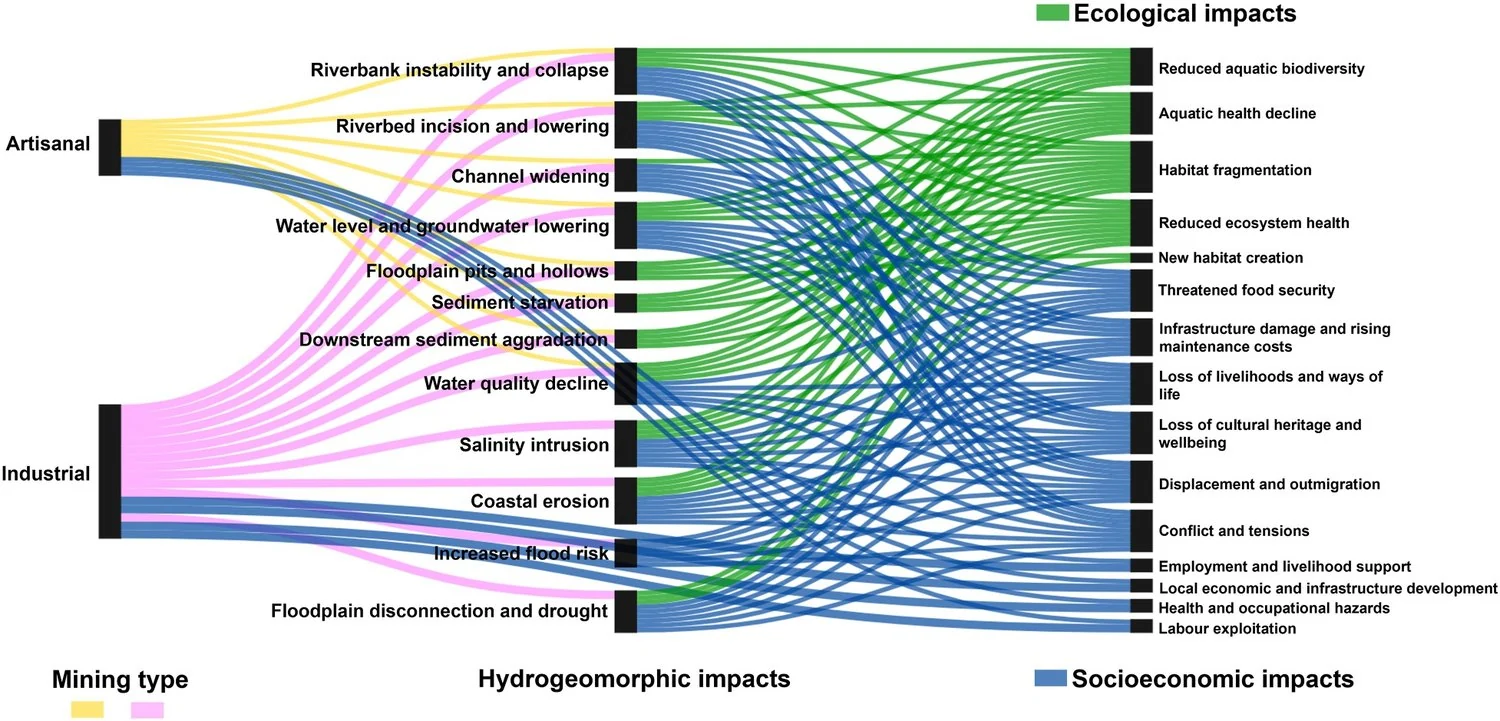 Ecological impacts
Artisanal
Industrial
Riverbank instability and collapse
Riverbed incision and lowering
Channel widening
Water level and groundwater lowering
Floodplain pits and hollows
Sediment starvation
Downstream sediment aggradation
Water quality decline
Salinity intrusion
Coastal erosion
Increased flood risk
Floodplain disconnection and drought
Reduced aquatic biodiversity
Aquatic health decline
Habitat fragmentation
Reduced ecosystem health
New habitat creation
Threatened food security
Infrastructure damage and rising
maintenance costs
Loss of livelihoods and ways of
life
Loss of cultural heritage and
wellbeing
Displacement and outmigration
Conflict and tensions
Employment and livelihood support
Local economic and infrastructure development
Health and occupational hazards
Labour exploitation
Mining type
Hydrogeomorphic impacts
Socioeconomic impacts